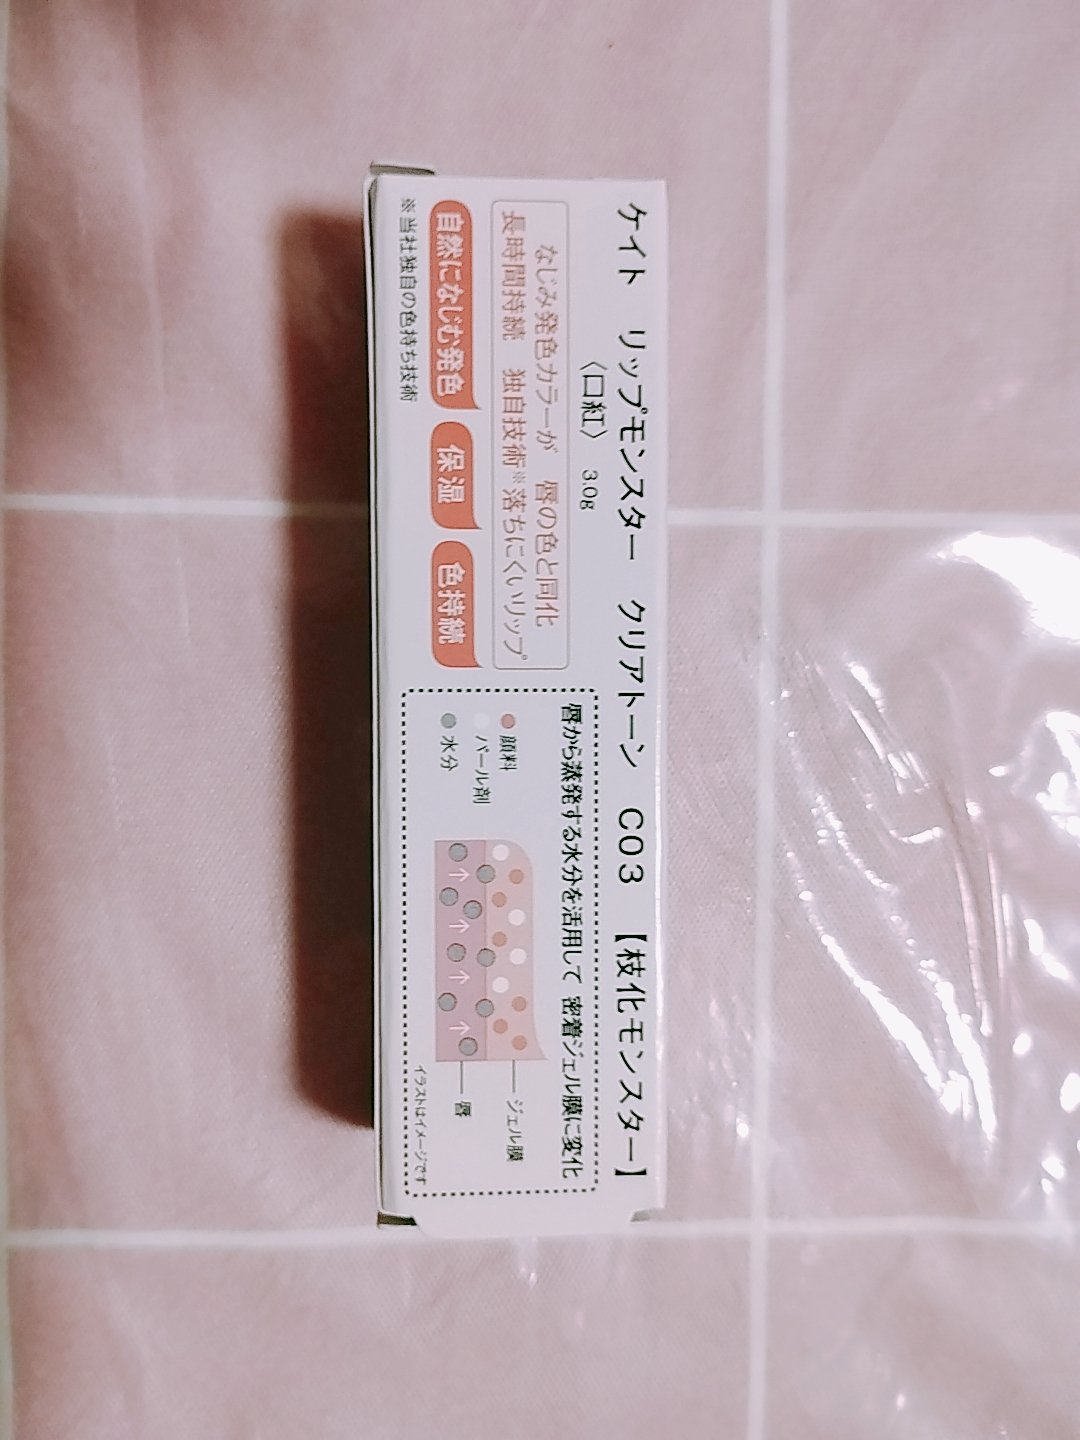 ケイト リップモンスター クリアトーン C03 【枝化モンスター】
〈口紅〉 3.0g
なじみ発色カラーが 唇の色と同化
長時間持続 独自技術※落ちにくいリップ
自然になじむ発色 保湿 色持続
※当社独自の色持ち技術
唇から蒸発する水分を活用して 密着ジェル膜に変化
顔料
パール剤
水分
ジェル膜
唇
イラストはイメージです